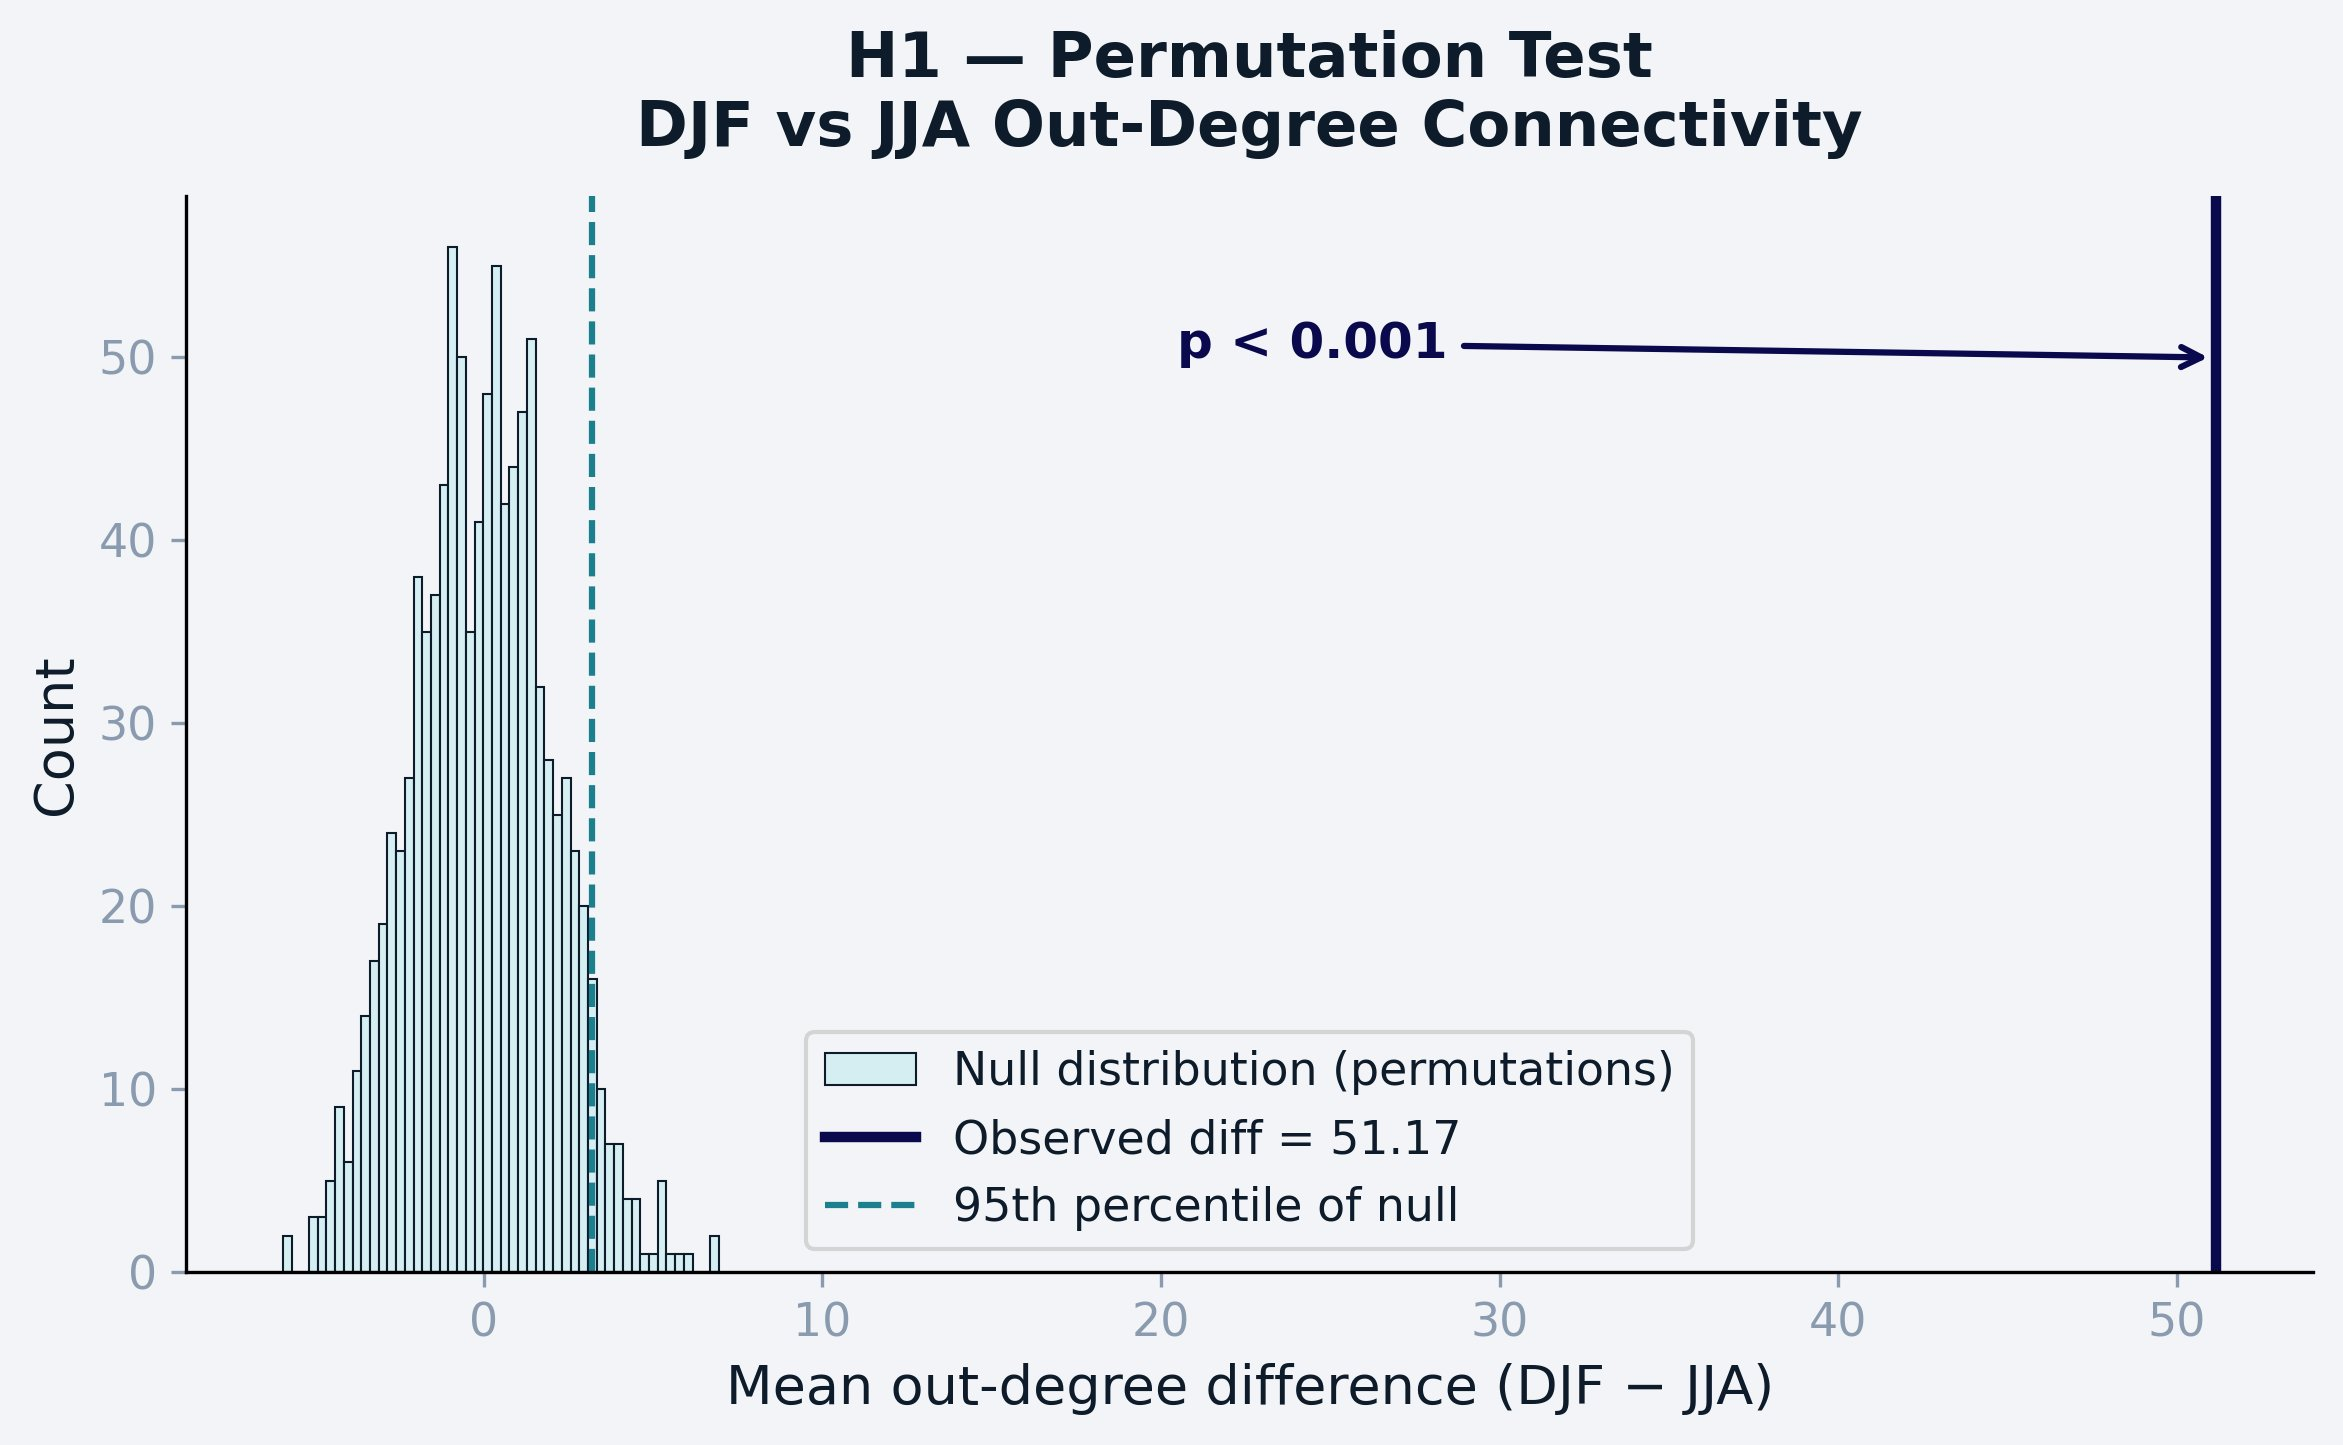 H1 — Permutation Test
DJF vs JJA Out-Degree Connectivity
p < 0.001
50
40
30
20
10
0
Count
Null distribution (permutations)
Observed diff = 51.17
95th percentile of null
0 10 20 30 40 50
Mean out-degree difference (DJF − JJA)